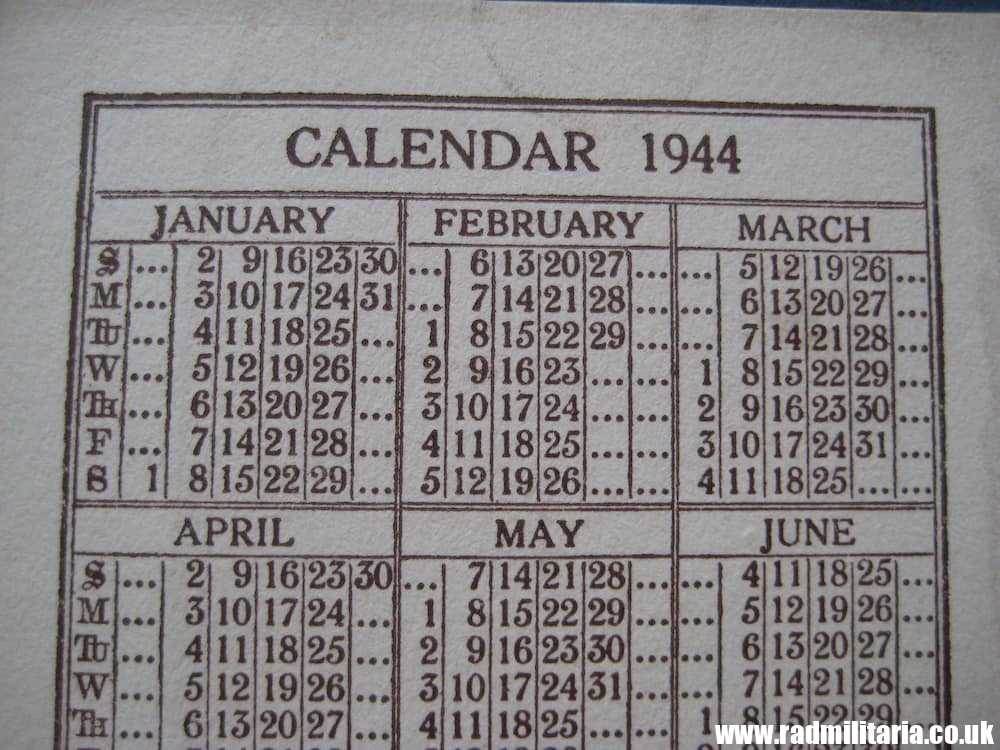 CALENDAR 1944
JANUARY FEBRUARY MARCH
S ... 2 9 16 23 30 ... 6 13 20 27 ... ... 5 12 19 26 ...
M ... 3 10 17 24 31 ... 7 14 21 28 ... ... 6 13 20 27 ...
TU ... 4 11 18 25 ... 1 8 15 22 29 ... ... 7 14 21 28 ...
W ... 5 12 19 26 ... 2 9 16 23 ... ... 1 8 15 22 29 ...
TH ... 6 13 20 27 ... 3 10 17 24 ... ... 2 9 16 23 30 ...
F ... 7 14 21 28 ... 4 11 18 25 ... ... 3 10 17 24 31 ...
S 1 8 15 22 29 ... 5 12 19 26 ... ... 4 11 18 25 ... ...
APRIL MAY JUNE
S ... 2 9 16 23 30 ... 7 14 21 28 ... ... 4 11 18 25 ...
M ... 3 10 17 24 ... 1 8 15 22 29 ... ... 5 12 19 26 ...
TU ... 4 11 18 25 ... 2 9 16 23 30 ... ... 6 13 20 27 ...
W ... 5 12 19 26 ... 3 10 17 24 31 ... ... 7 14 21 28 ...
TH ... 6 13 20 27 ... 4 11 18 25 ... ... 1 8 15 22 29 ...
www.radmilitaria.co.uk